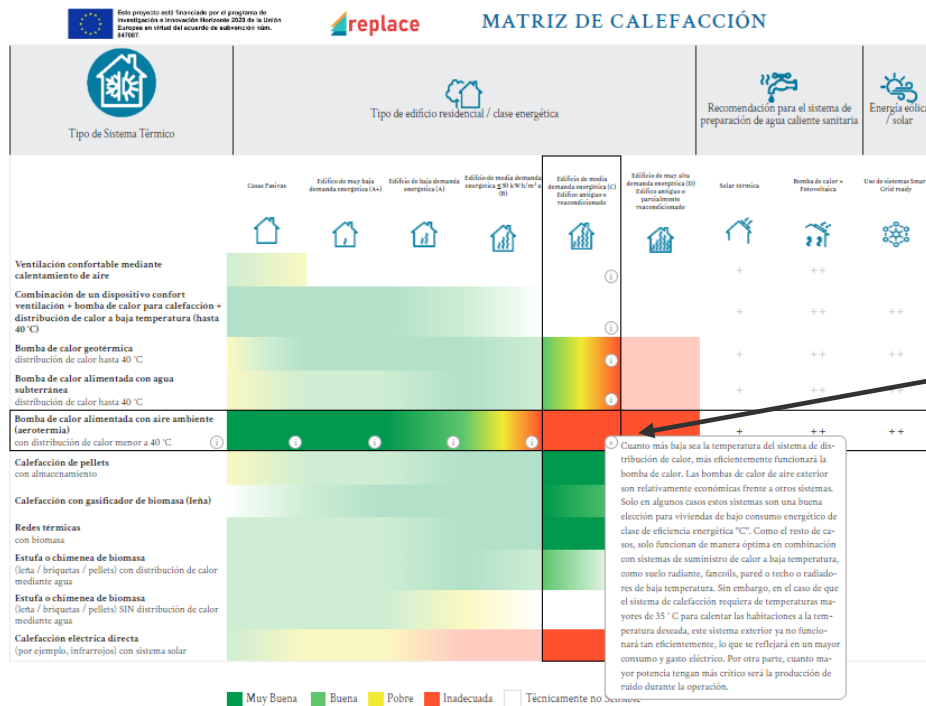 Este proyecto está financiado por el programa de
Investigación e Innovación Horizonte 2020 de la Unión
Europea en virtud del acuerdo de subvención núm.
847087.
replace
MATRIZ DE CALEFACCIÓN
Tipo de Sistema Térmico
Tipo de edificio residencial / clase energética
Recomendación para el sistema de
preparación de agua caliente sanitaria
Energía eólica
/ solar
Casas Pasivas
Edifico de muy baja
demanda energética (A+)
Edificio de baja demanda
energética (A)
Edificio de media demanda
energética ≤50 kWh/m² a
(B)
Edificio de media
demanda energética (C)
Edificio antiguo o
reacondicionado
Edificio de muy alta
demanda energética (D)
Edificio antiguo o
parcialmente
reacondicionado
Solar térmica
Bomba de calor +
Fotovoltaica
Uso de sistemas Smar
Grid ready
Ventilación confortable mediante
calentamiento de aire
i
+
++
Combinación de un dispositivo confort
ventilación + bomba de calor para calefacción +
distribución de calor a baja temperatura (hasta
40 °C)
i
+
++
++
Bomba de calor geotérmica
distribución de calor hasta 40 °C
i
+
++
++
Bomba de calor alimentada con agua
subterránea
distribución de calor hasta 40 °C
i
+
++
++
Bomba de calor alimentada con aire ambiente
(aerotermia)
con distribución de calor menor a 40 °C
i
i
i
i
i
+
++
++
Calefacción de pellets
con almacenamiento
Calefacción con gasificador de biomasa (leña)
Redes térmicas
con biomasa
Estufa o chimenea de biomasa
(leña / briquetas / pellets) con distribución de calor
mediante agua
Estufa o chimenea de biomasa
(leña / briquetas / pellets) SIN distribución de calor
mediante agua
Calefacción eléctrica directa
(por ejemplo, infrarrojos) con sistema solar
Cuanto más baja sea la temperatura del sistema de dis-
tribución de calor, más eficientemente funcionará la
bomba de calor. Las bombas de calor de aire exterior
son relativamente económicas frente a otros sistemas.
Solo en algunos casos estos sistemas son una buena
elección para viviendas de bajo consumo energético de
clase de eficiencia energética "C". Como el resto de ca-
sos, solo funcionan de manera óptima en combinación
con sistemas de suministro de calor a baja temperatura,
como suelo radiante, fancoils, pared o techo o radiado-
res de baja temperatura. Sin embargo, en el caso de que
el sistema de calefacción requiera de temperaturas ma-
yores de 35 ° C para calentar las habitaciones a la tem-
peratura deseada, este sistema exterior ya no funcio-
nará tan eficientemente, lo que se reflejará en un mayor
consumo y gasto eléctrico. Por otra parte, cuanto ma-
yor potencia tengan más crítico será la producción de
ruido durante la operación.
Muy Buena
Buena
Pobre
Inadecuada
Técnicamente no